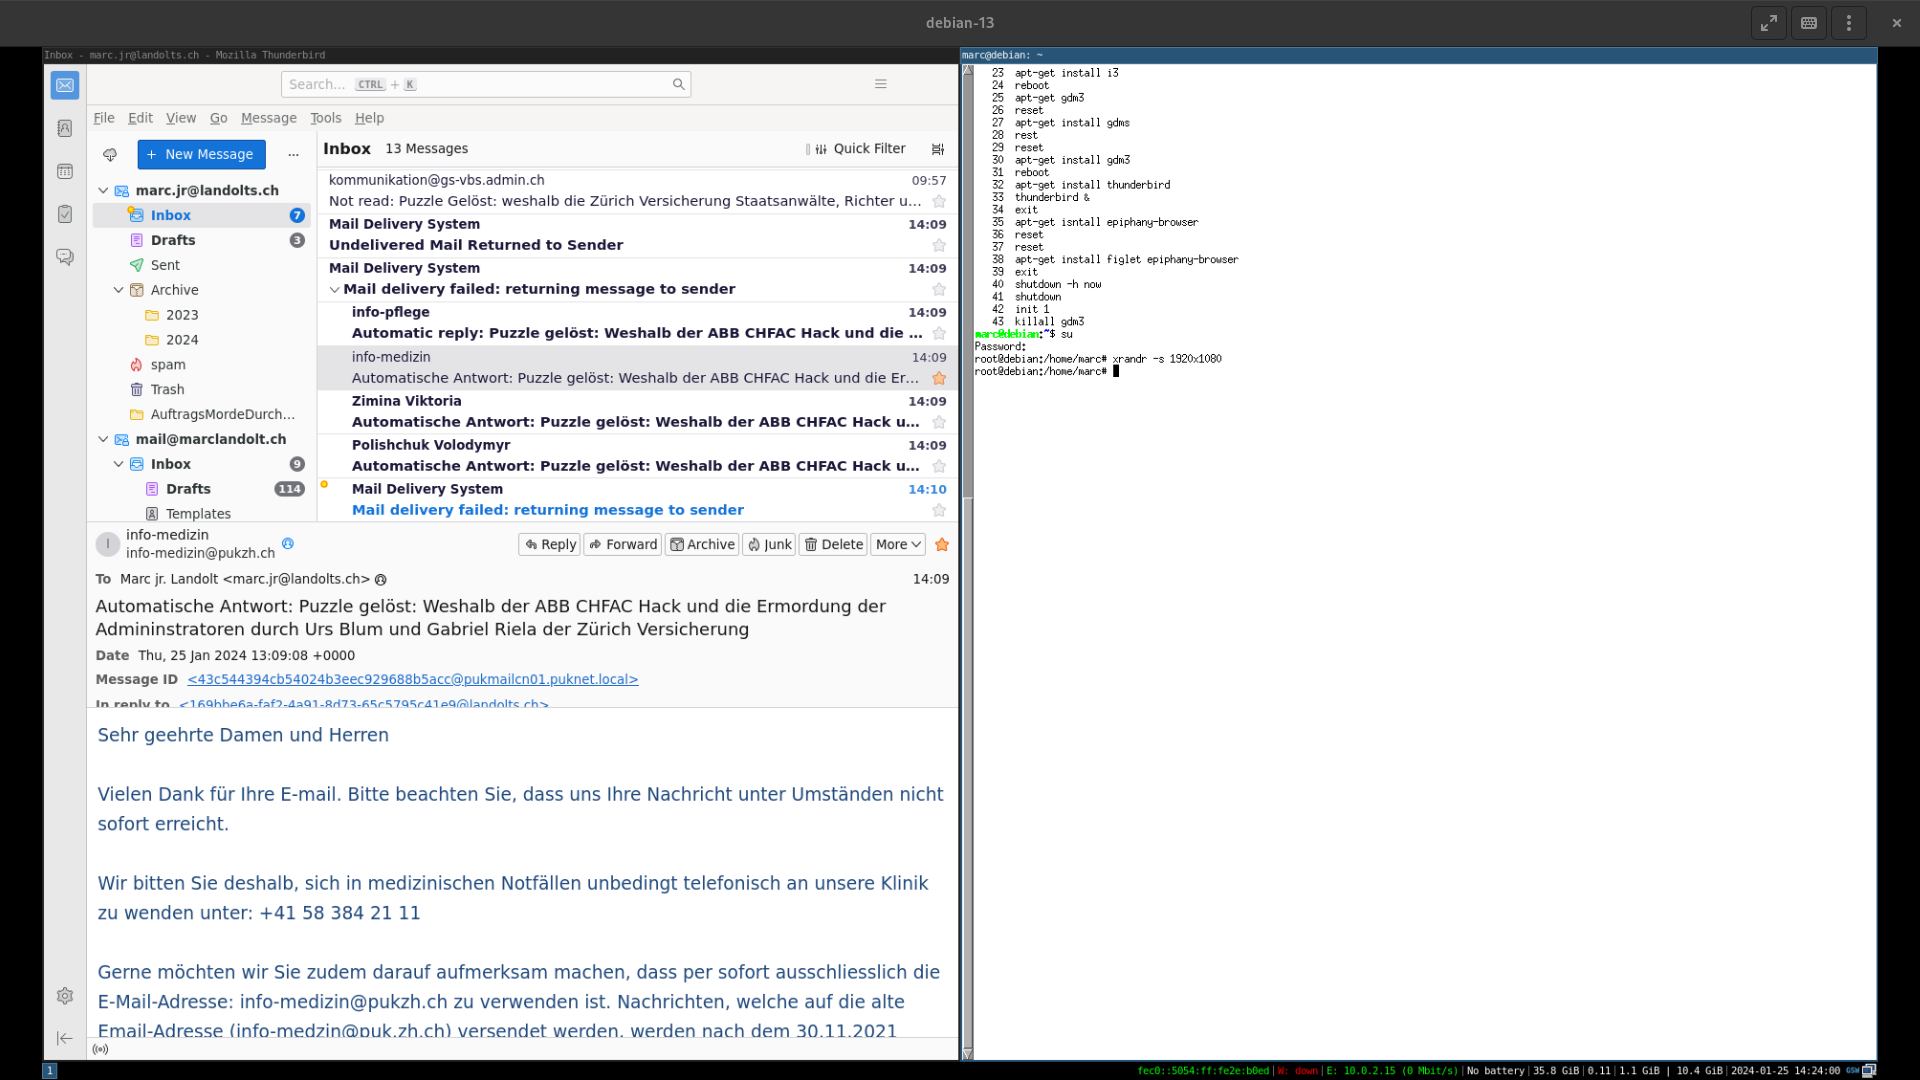 debian-13
Inbox - marc.jr@landolts.ch - Mozilla Thunderbird
Search... CTRL + K
File Edit View Go Message Tools Help
+ New Message ...
marc.jr@landolts.ch
Inbox 7
Drafts 3
Sent
Archive
2023
2024
spam
Trash
AuftragsMordeDurch...
mail@marclandolt.ch
Inbox 9
Drafts 114
Templates
Inbox 13 Messages Quick Filter
kommunikation@gs-vbs.admin.ch 09:57
Not read: Puzzle Gelöst: weshalb die Zürich Versicherung Staatsanwälte, Richter u...
Mail Delivery System 14:09
Undelivered Mail Returned to Sender
Mail Delivery System 14:09
Mail delivery failed: returning message to sender
info-pflege 14:09
Automatic reply: Puzzle gelöst: Weshalb der ABB CHFAC Hack und die ...
info-medizin 14:09
Automatische Antwort: Puzzle gelöst: Weshalb der ABB CHFAC Hack und die Er...
Zimina Viktoria 14:09
Automatische Antwort: Puzzle gelöst: Weshalb der ABB CHFAC Hack u...
Polishchuk Volodymyr 14:09
Automatische Antwort: Puzzle gelöst: Weshalb der ABB CHFAC Hack u...
Mail Delivery System 14:10
Mail delivery failed: returning message to sender
I
info-medizin
info-medizin@pukzh.ch
Reply Forward Archive Junk Delete More
To Marc jr. Landolt <marc.jr@landolts.ch> 14:09
Automatische Antwort: Puzzle gelöst: Weshalb der ABB CHFAC Hack und die Ermordung der
Admininstratoren durch Urs Blum und Gabriel Riela der Zürich Versicherung
Date Thu, 25 Jan 2024 13:09:08 +0000
Message ID <43c544394cb54024b3eec929688b5acc@pukmailcn01.puknet.local>
In reply to <169bbe6a-faf2-4a91-8d73-65c5795c41e9@landolts.ch>
Sehr geehrte Damen und Herren
Vielen Dank für Ihre E-mail. Bitte beachten Sie, dass uns Ihre Nachricht unter Umständen nicht
sofort erreicht.
Wir bitten Sie deshalb, sich in medizinischen Notfällen unbedingt telefonisch an unsere Klinik
zu wenden unter: +41 58 384 21 11
Gerne möchten wir Sie zudem darauf aufmerksam machen, dass per sofort ausschliesslich die
E-Mail-Adresse: info-medizin@pukzh.ch zu verwenden ist. Nachrichten, welche auf die alte
Email-Adresse (info-medzin@puk.zh.ch) versendet werden, werden nach dem 30.11.2021
marc@debian: ~
23 apt-get install i3
24 reboot
25 apt-get gdm3
26 reset
27 apt-get install gdms
28 rest
29 reset
30 apt-get install gdm3
31 reboot
32 apt-get install thunderbird
33 thunderbird &
34 exit
35 apt-get isntall epiphany-browser
36 reset
37 reset
38 apt-get install figlet epiphany-browser
39 exit
40 shutdown -h now
41 shutdown
42 init 1
43 killall gdm3
marc@debian:~$ su
Password:
root@debian:/home/marc# xrandr -s 1920x1080
root@debian:/home/marc#
1
fec0::5054:ff:fe2e:b0ed|W: down|E: 10.0.2.15 (0 Mbit/s)|No battery|35.8 GiB|0.11|1.1 GiB | 10.4 GiB|2024-01-25 14:24:00